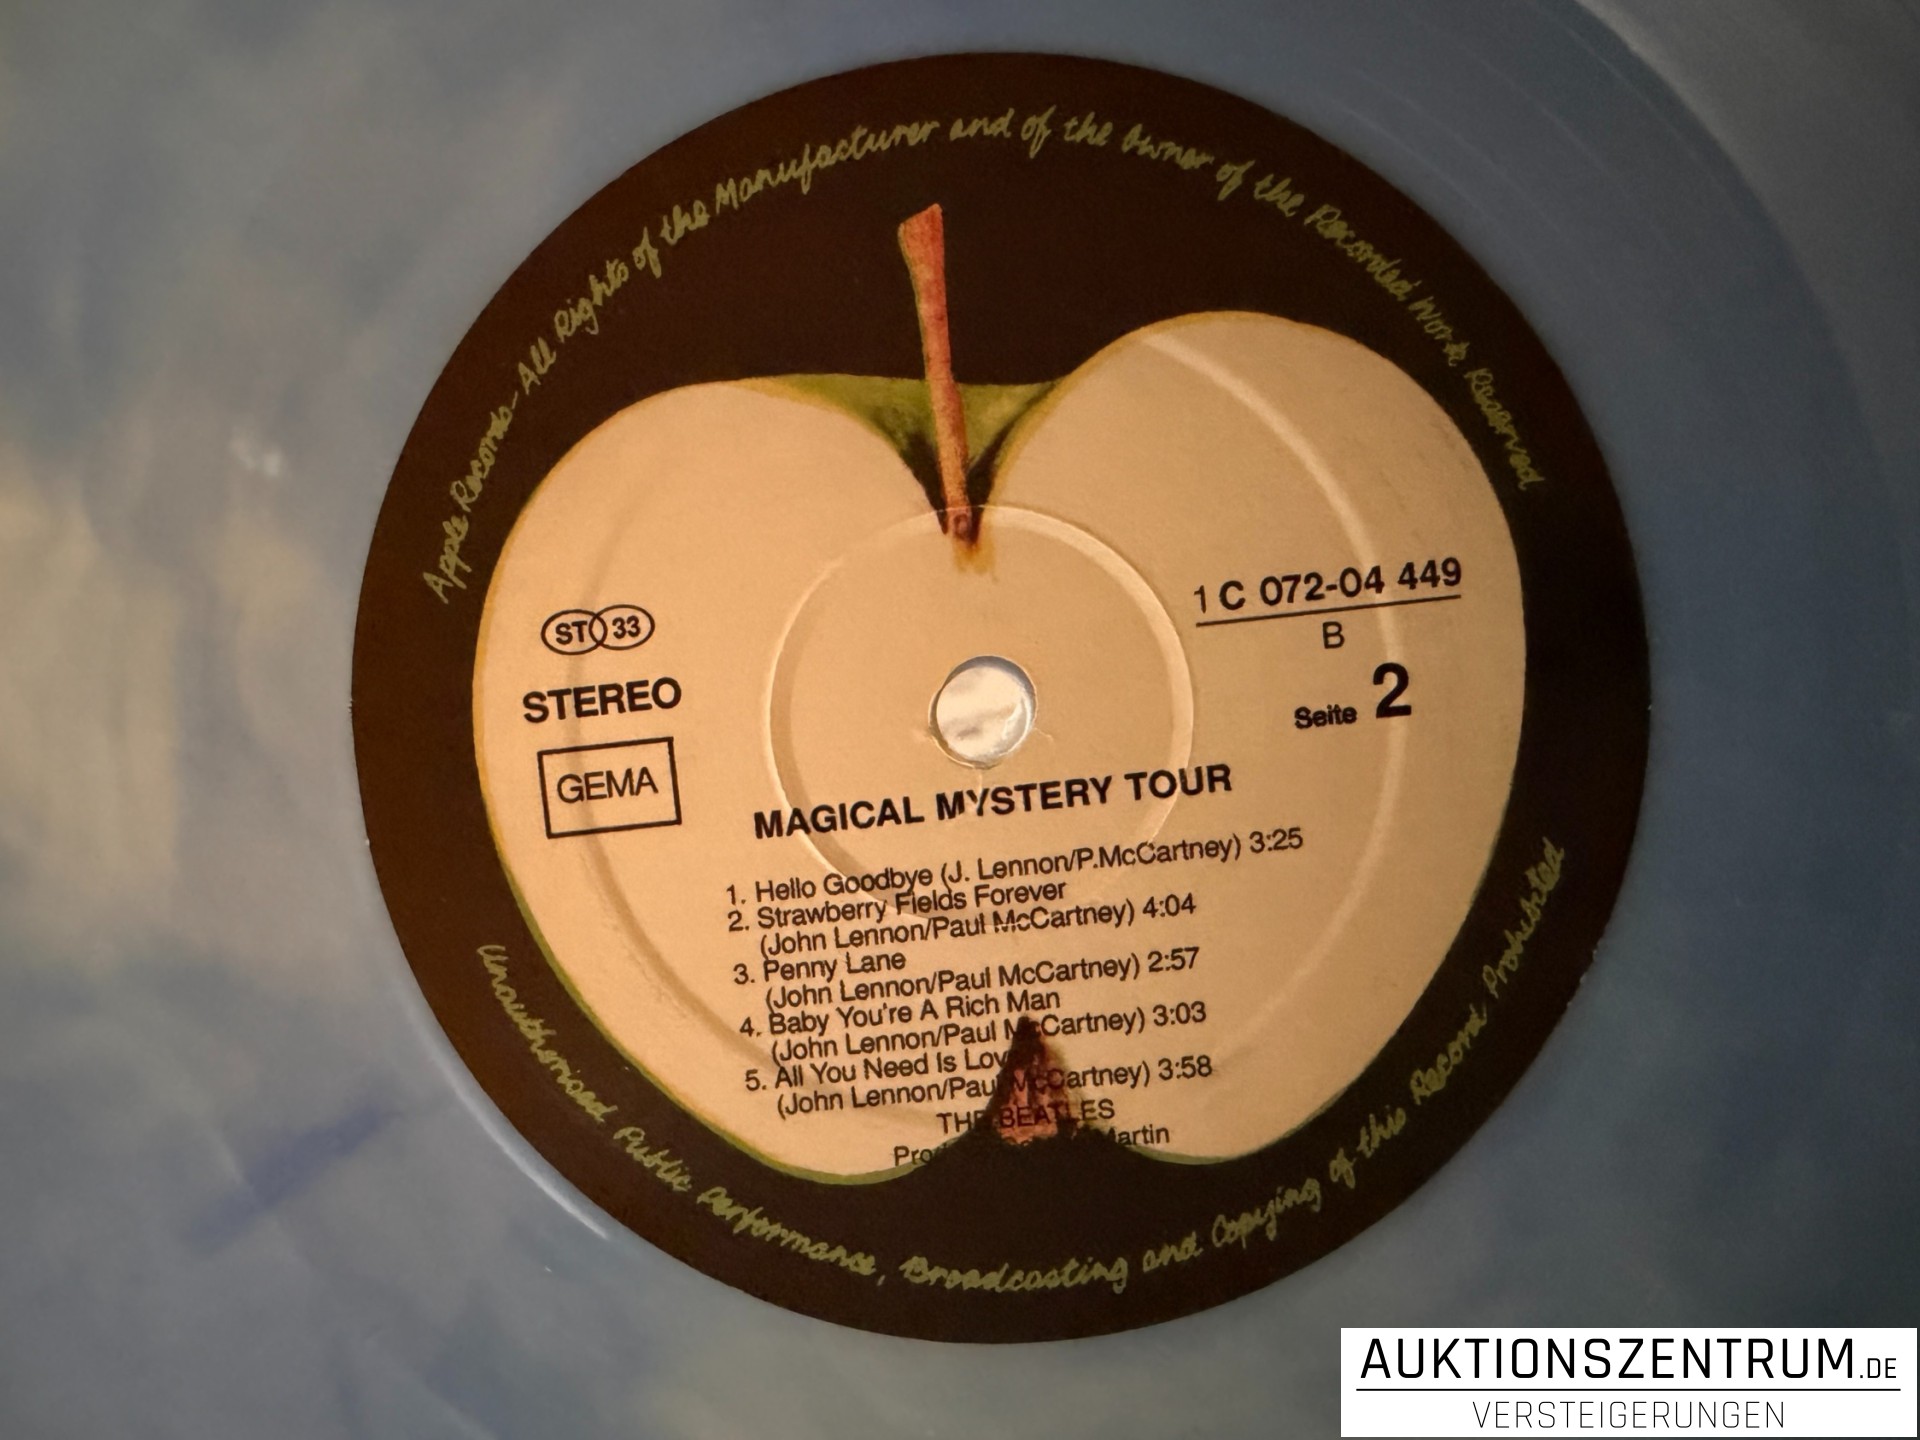 Apple Records - All Rights of the Manufacturer and of the Owner of the Recorded Work Reserved
ST 33
STEREO
GEMA
1 C 072-04 449
B
Seite 2
MAGICAL MYSTERY TOUR
1. Hello Goodbye (J. Lennon/P.McCartney) 3:25
2. Strawberry Fields Forever
(John Lennon/Paul McCartney) 4:04
3. Penny Lane
(John Lennon/Paul McCartney) 2:57
4. Baby You're A Rich Man
(John Lennon/Paul McCartney) 3:03
5. All You Need Is Love
(John Lennon/Paul McCartney) 3:58
THE BEATLES
Martin
Unauthorised Public Performance, Broadcasting and Copying of this Record Prohibited
AUKTIONSZENTRUM.DE
VERSTEIGERUNGEN